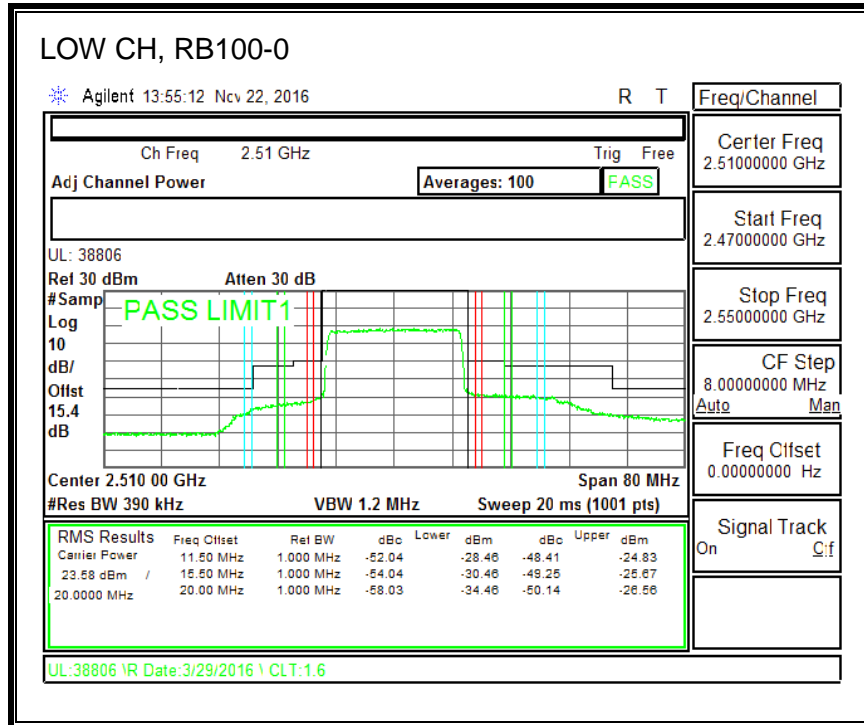 LOW CH, RB100-0
Agilent 13:55:12 Nov 22, 2016 R T
Freq/Channel
Ch Freq 2.51 GHz Trig Free
Adj Channel Power Averages: 100 PASS
Center Freq
2.51000000 GHz
Start Freq
2.47000000 GHz
Stop Freq
2.55000000 GHz
CF Step
8.00000000 MHz
Auto Man
Freq Offset
0.00000000 Hz
Signal Track
On Off
UL: 38806
Ref 30 dBm Atten 30 dB
#Samp
Log
10
dB/
Offst
15.4
dB
PASS LIMIT1
Center 2.510 00 GHz Span 80 MHz
#Res BW 390 kHz VBW 1.2 MHz Sweep 20 ms (1001 pts)
RMS Results Freq Offset Ref BW dBc Lower dBm dBc Upper dBm
Carrier Power 11.50 MHz 1.000 MHz -52.04 -28.46 -48.41 -24.83
23.58 dBm / 15.50 MHz 1.000 MHz -54.04 -30.46 -49.25 -25.67
20.0000 MHz 20.00 MHz 1.000 MHz -58.03 -34.46 -50.14 -26.56
UL:38806 \R Date:3/29/2016 \ CLT:1.6